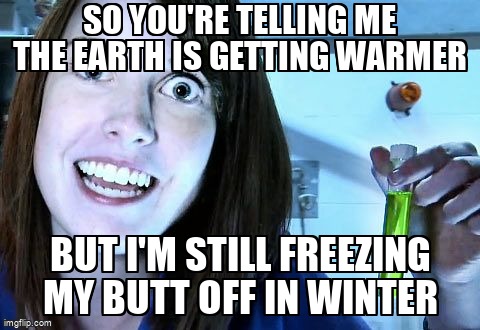 SO YOU'RE TELLING ME
THE EARTH IS GETTING WARMER
BUT I'M STILL FREEZING
MY BUTT OFF IN WINTER
imgflip.com